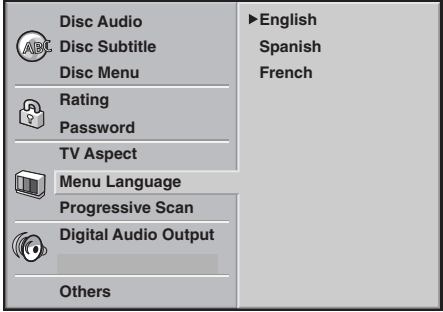 Disc Audio
ABC
Disc Subtitle
Disc Menu
Rating
Password
TV Aspect
Menu Language
Progressive Scan
Digital Audio Output
Others
▶English
Spanish
French